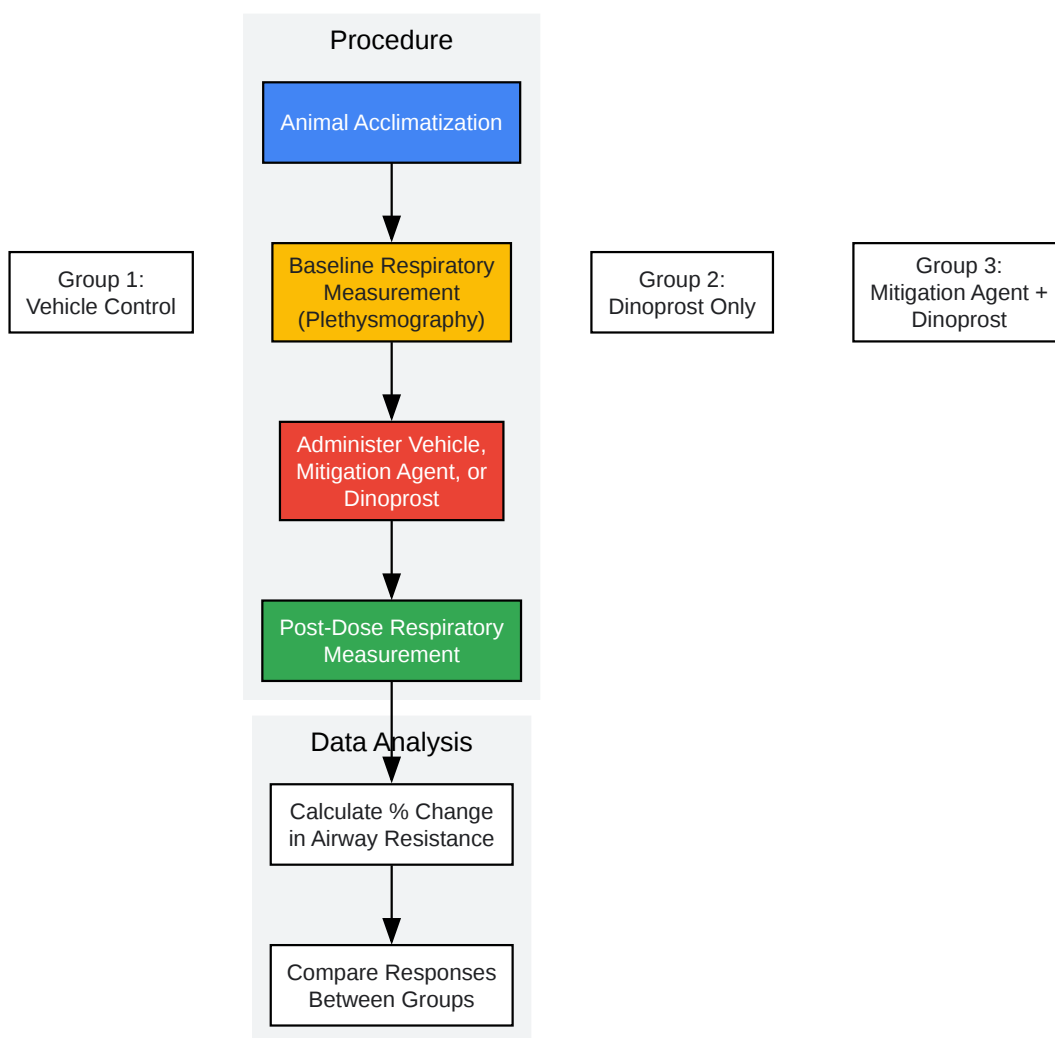 Procedure
Animal Acclimatization
Group 1:
Vehicle Control
Baseline Respiratory
Measurement
(Plethysmography)
Group 2:
Dinoprost Only
Group 3:
Mitigation Agent +
Dinoprost
Administer Vehicle,
Mitigation Agent, or
Dinoprost
Post-Dose Respiratory
Measurement
Data Analysis
Calculate % Change
in Airway Resistance
Compare Responses
Between Groups